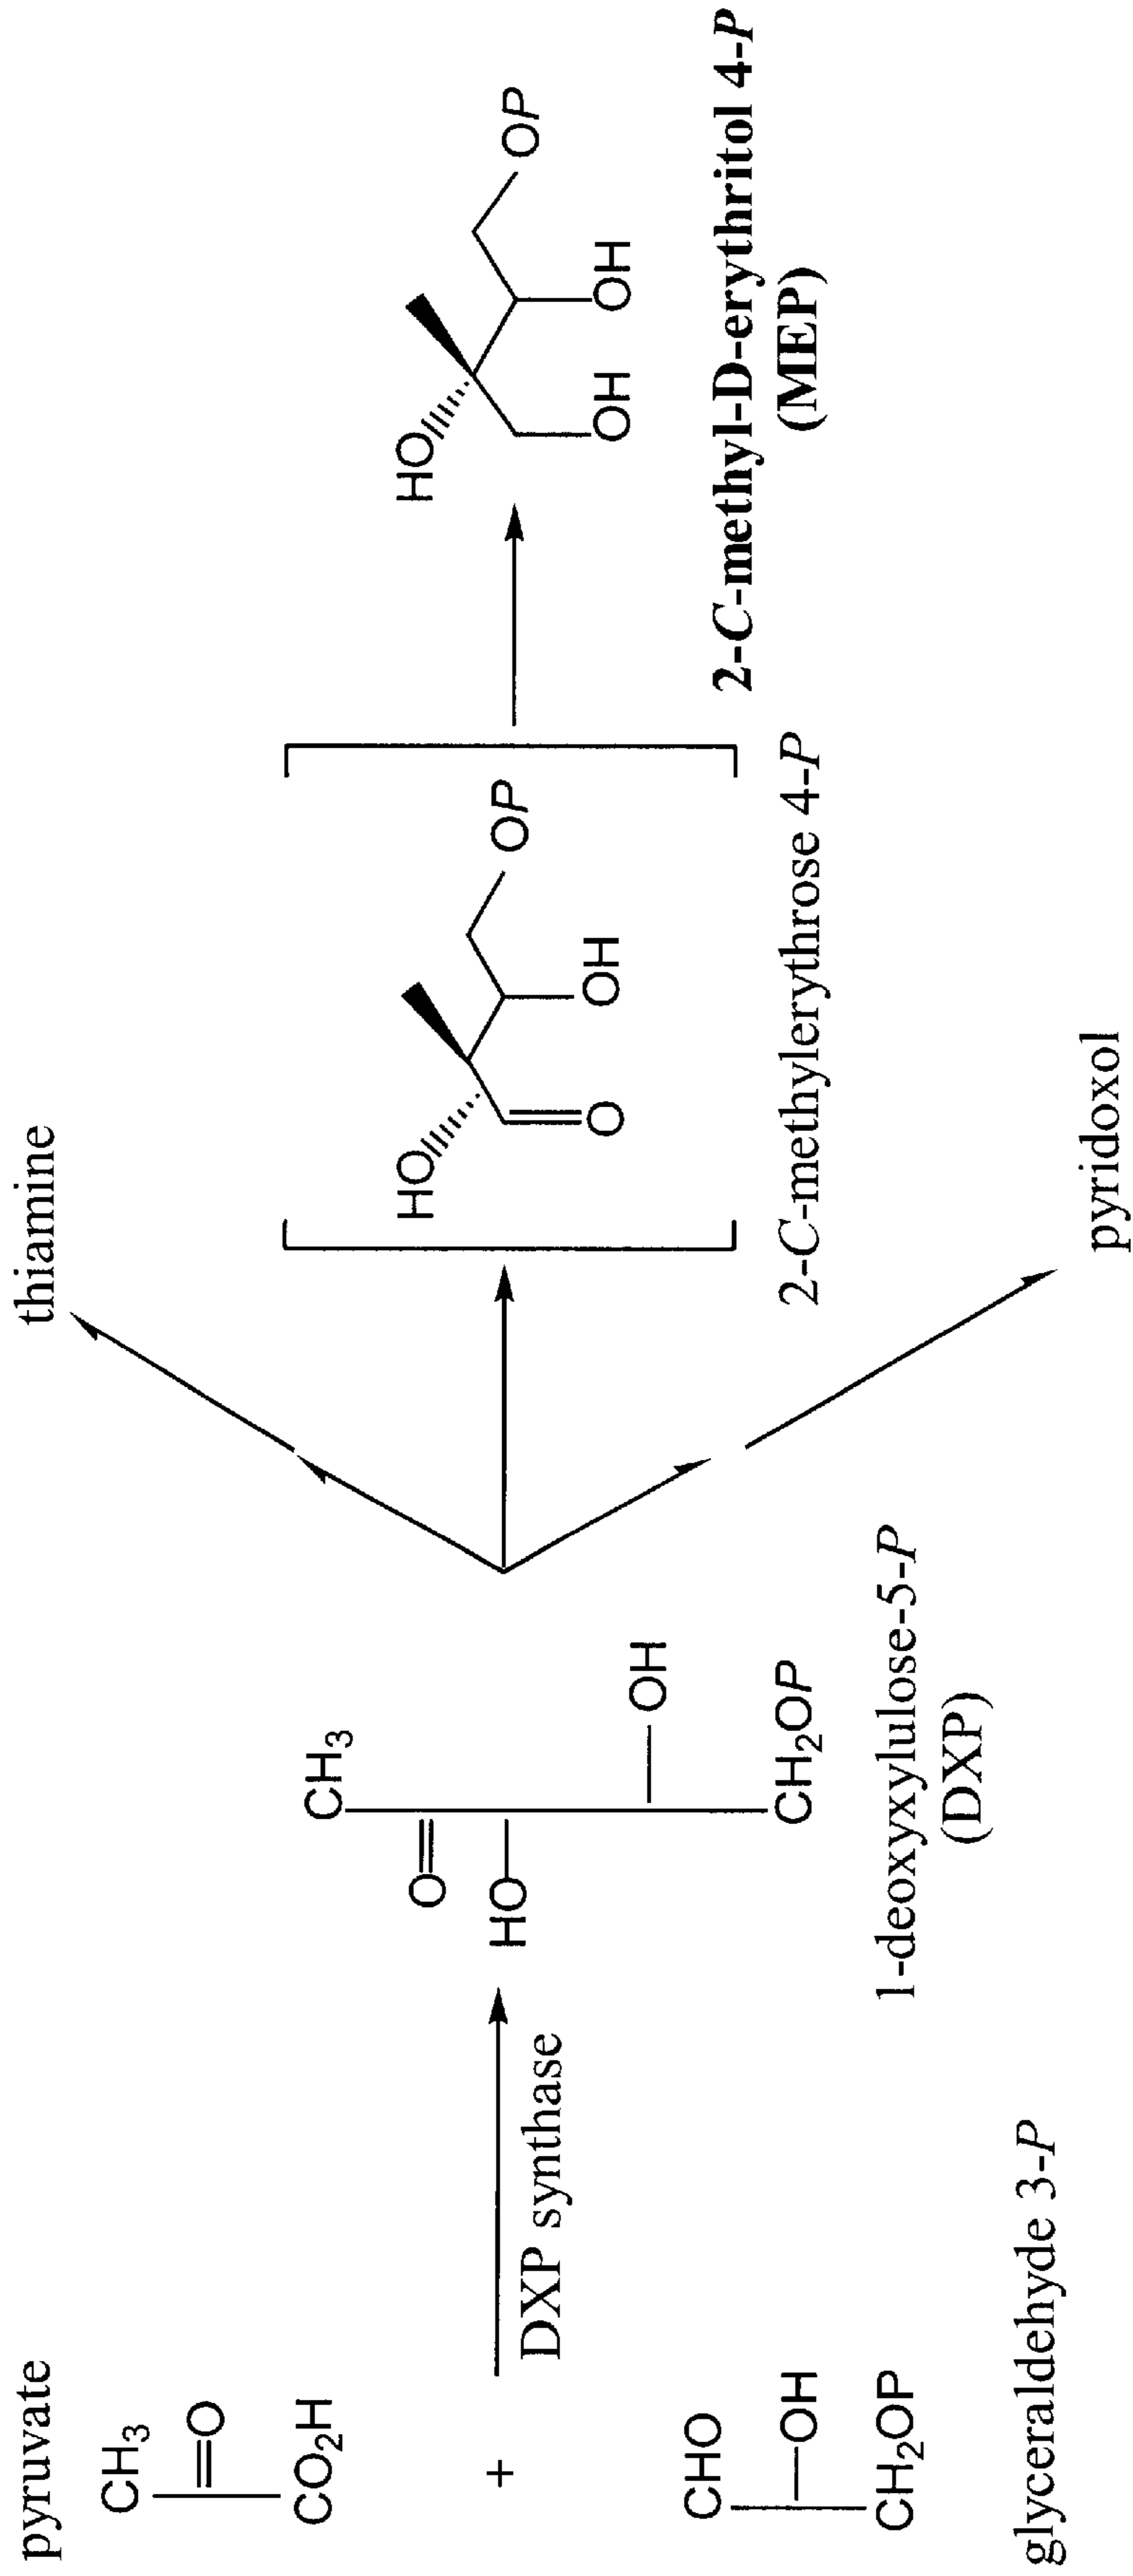 pyruvate
CH3
O
CO2H
+
CHO
OH
CH2OP
glyceraldehyde 3-P
DXP synthase
CH3
O
HO
OH
CH2OP
1-deoxyxylulose-5-P
(DXP)
thiamine
pyridoxol
HO
OP
O
OH
2-C-methylerythrose 4-P
HO
OP
OH
OH
2-C-methyl-D-erythritol 4-P
(MEP)